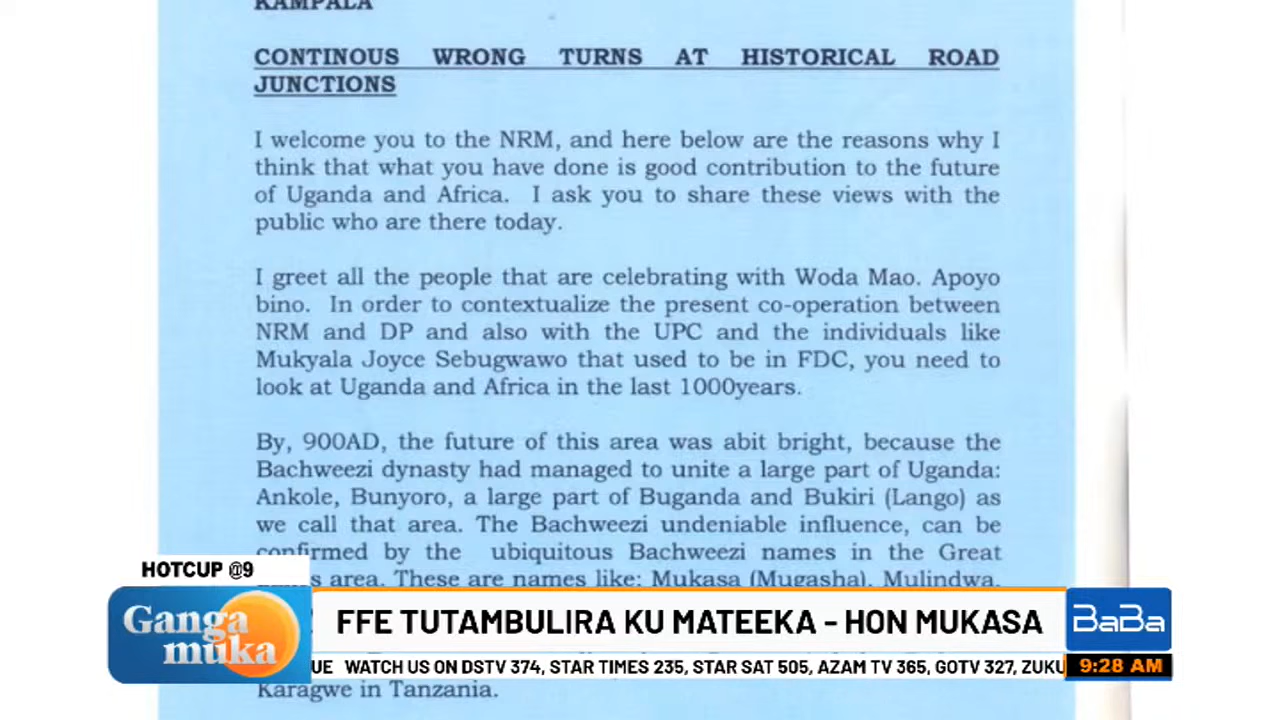 KAMPALA
CONTINOUS WRONG TURNS AT HISTORICAL ROAD
JUNCTIONS
I welcome you to the NRM, and here below are the reasons why I
think that what you have done is good contribution to the future
of Uganda and Africa. I ask you to share these views with the
public who are there today.
I greet all the people that are celebrating with Woda Mao. Apoyo
bino. In order to contextualize the present co-operation between
NRM and DP and also with the UPC and the individuals like
Mukyala Joyce Sebugwawo that used to be in FDC, you need to
look at Uganda and Africa in the last 1000years.
By, 900AD, the future of this area was abit bright, because the
Bachweezi dynasty had managed to unite a large part of Uganda:
Ankole, Bunyoro, a large part of Buganda and Bukiri (Lango) as
we call that area. The Bachweezi undeniable influence, can be
confirmed by the ubiquitous Bachweezi names in the Great
area. These are names like: Mukasa (Mugasha), Mulindwa,
Karagwe in Tanzania.
HOTCUP @9
Ganga
muka
FFE TUTAMBULIRA KU MATEEKA - HON MUKASA
BaBa
UE WATCH US ON DSTV 374, STAR TIMES 235, STAR SAT 505, AZAM TV 365, GOTV 327, ZUKU
9:28 AM